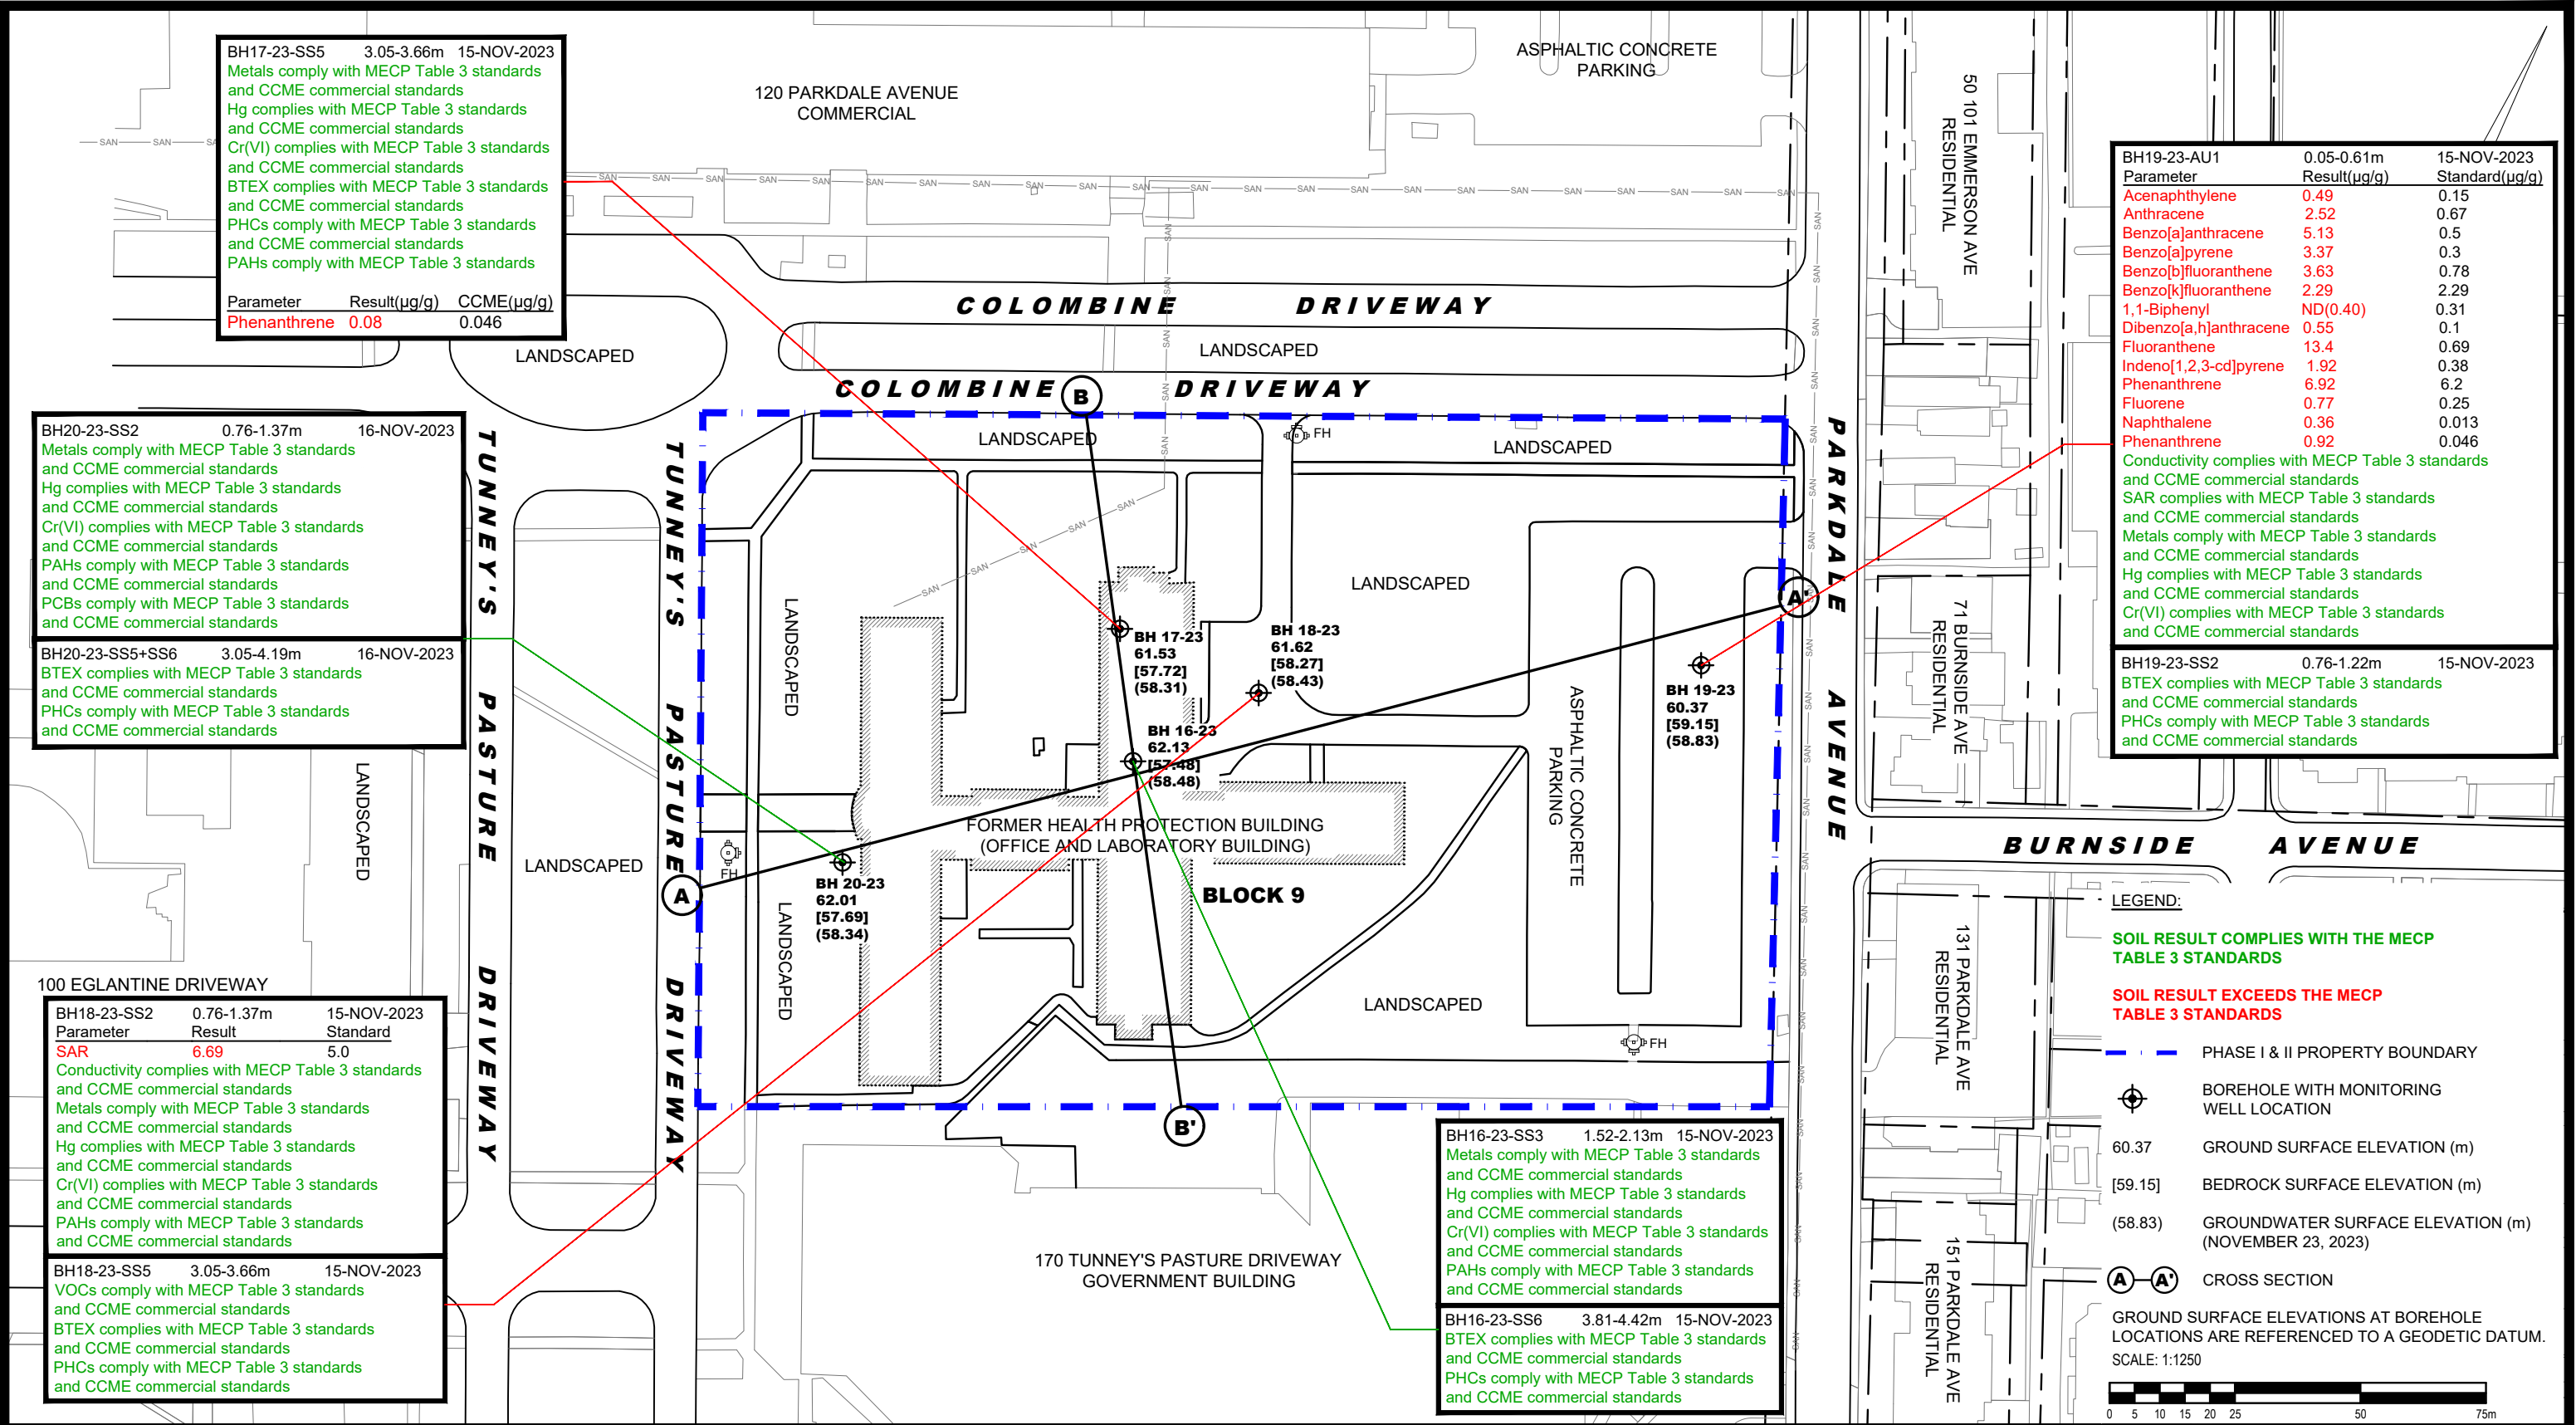 BH17-23-SS5 3.05-3.66m 15-NOV-2023
Metals comply with MECP Table 3 standards
and CCME commercial standards
Hg complies with MECP Table 3 standards
and CCME commercial standards
Cr(VI) complies with MECP Table 3 standards
and CCME commercial standards
BTEX complies with MECP Table 3 standards
and CCME commercial standards
PHCs comply with MECP Table 3 standards
and CCME commercial standards
PAHs comply with MECP Table 3 standards
Parameter Result(µg/g) CCME(µg/g)
Phenanthrene 0.08 0.046
120 PARKDALE AVENUE
COMMERCIAL
ASPHALTIC CONCRETE
PARKING
50 101 EMMERSON AVE
RESIDENTIAL
BH19-23-AU1 0.05-0.61m 15-NOV-2023
Parameter Result(µg/g) Standard(µg/g)
Acenaphthylene 0.49 0.15
Anthracene 2.52 0.67
Benzo[a]anthracene 5.13 0.5
Benzo[a]pyrene 3.37 0.3
Benzo[b]fluoranthene 3.63 0.78
Benzo[k]fluoranthene 2.29 2.29
1,1-Biphenyl ND(0.40) 0.31
Dibenzo[a,h]anthracene 0.55 0.1
Fluoranthene 13.4 0.69
Indeno[1,2,3-cd]pyrene 1.92 0.38
Phenanthrene 6.92 6.2
Fluorene 0.77 0.25
Naphthalene 0.36 0.013
Phenanthrene 0.92 0.046
Conductivity complies with MECP Table 3 standards
and CCME commercial standards
SAR complies with MECP Table 3 standards
and CCME commercial standards
Metals comply with MECP Table 3 standards
and CCME commercial standards
Hg complies with MECP Table 3 standards
and CCME commercial standards
Cr(VI) complies with MECP Table 3 standards
and CCME commercial standards
BH19-23-SS2 0.76-1.22m 15-NOV-2023
BTEX complies with MECP Table 3 standards
and CCME commercial standards
PHCs comply with MECP Table 3 standards
and CCME commercial standards
COLOMBINE DRIVEWAY
LANDSCAPED
LANDSCAPED
COLOMBINE DRIVEWAY
B
LANDSCAPED
FH
LANDSCAPED
BH20-23-SS2 0.76-1.37m 16-NOV-2023
Metals comply with MECP Table 3 standards
and CCME commercial standards
Hg complies with MECP Table 3 standards
and CCME commercial standards
Cr(VI) complies with MECP Table 3 standards
and CCME commercial standards
PAHs comply with MECP Table 3 standards
and CCME commercial standards
PCBs comply with MECP Table 3 standards
and CCME commercial standards
BH20-23-SS5+SS6 3.05-4.19m 16-NOV-2023
BTEX complies with MECP Table 3 standards
and CCME commercial standards
PHCs comply with MECP Table 3 standards
and CCME commercial standards
TUNNEY'S PASTURE DRIVEWAY
TUNNEY'S PASTURE DRIVEWAY
PARKDALE AVENUE
LANDSCAPED
LANDSCAPED
A'
71 BURNSIDE AVE
RESIDENTIAL
BH 17-23
61.53
[57.72]
(58.31)
BH 18-23
61.62
[58.27]
(58.43)
BH 19-23
60.37
[59.15]
(58.83)
BH 16-23
62.13
[57.48]
(58.48)
ASPHALTIC CONCRETE
PARKING
LANDSCAPED
LANDSCAPED
FORMER HEALTH PROTECTION BUILDING
(OFFICE AND LABORATORY BUILDING)
BURNSIDE AVENUE
FH
A
BH 20-23
62.01
[57.69]
(58.34)
BLOCK 9
LANDSCAPED
LANDSCAPED
FH
B'
100 EGLANTINE DRIVEWAY
BH18-23-SS2 0.76-1.37m 15-NOV-2023
Parameter Result Standard
SAR 6.69 5.0
Conductivity complies with MECP Table 3 standards
and CCME commercial standards
Metals comply with MECP Table 3 standards
and CCME commercial standards
Hg complies with MECP Table 3 standards
and CCME commercial standards
Cr(VI) complies with MECP Table 3 standards
and CCME commercial standards
PAHs comply with MECP Table 3 standards
and CCME commercial standards
BH18-23-SS5 3.05-3.66m 15-NOV-2023
VOCs comply with MECP Table 3 standards
and CCME commercial standards
BTEX complies with MECP Table 3 standards
and CCME commercial standards
PHCs comply with MECP Table 3 standards
and CCME commercial standards
170 TUNNEY'S PASTURE DRIVEWAY
GOVERNMENT BUILDING
BH16-23-SS3 1.52-2.13m 15-NOV-2023
Metals comply with MECP Table 3 standards
and CCME commercial standards
Hg complies with MECP Table 3 standards
and CCME commercial standards
Cr(VI) complies with MECP Table 3 standards
and CCME commercial standards
PAHs comply with MECP Table 3 standards
and CCME commercial standards
BH16-23-SS6 3.81-4.42m 15-NOV-2023
BTEX complies with MECP Table 3 standards
and CCME commercial standards
PHCs comply with MECP Table 3 standards
and CCME commercial standards
131 PARKDALE AVE
RESIDENTIAL
151 PARKDALE AVE
RESIDENTIAL
LEGEND:
SOIL RESULT COMPLIES WITH THE MECP
TABLE 3 STANDARDS
SOIL RESULT EXCEEDS THE MECP
TABLE 3 STANDARDS
PHASE I & II PROPERTY BOUNDARY
BOREHOLE WITH MONITORING
WELL LOCATION
60.37 GROUND SURFACE ELEVATION (m)
[59.15] BEDROCK SURFACE ELEVATION (m)
(58.83) GROUNDWATER SURFACE ELEVATION (m)
(NOVEMBER 23, 2023)
A A' CROSS SECTION
GROUND SURFACE ELEVATIONS AT BOREHOLE
LOCATIONS ARE REFERENCED TO A GEODETIC DATUM.
SCALE: 1:1250
0 5 10 15 20 25 50 75m